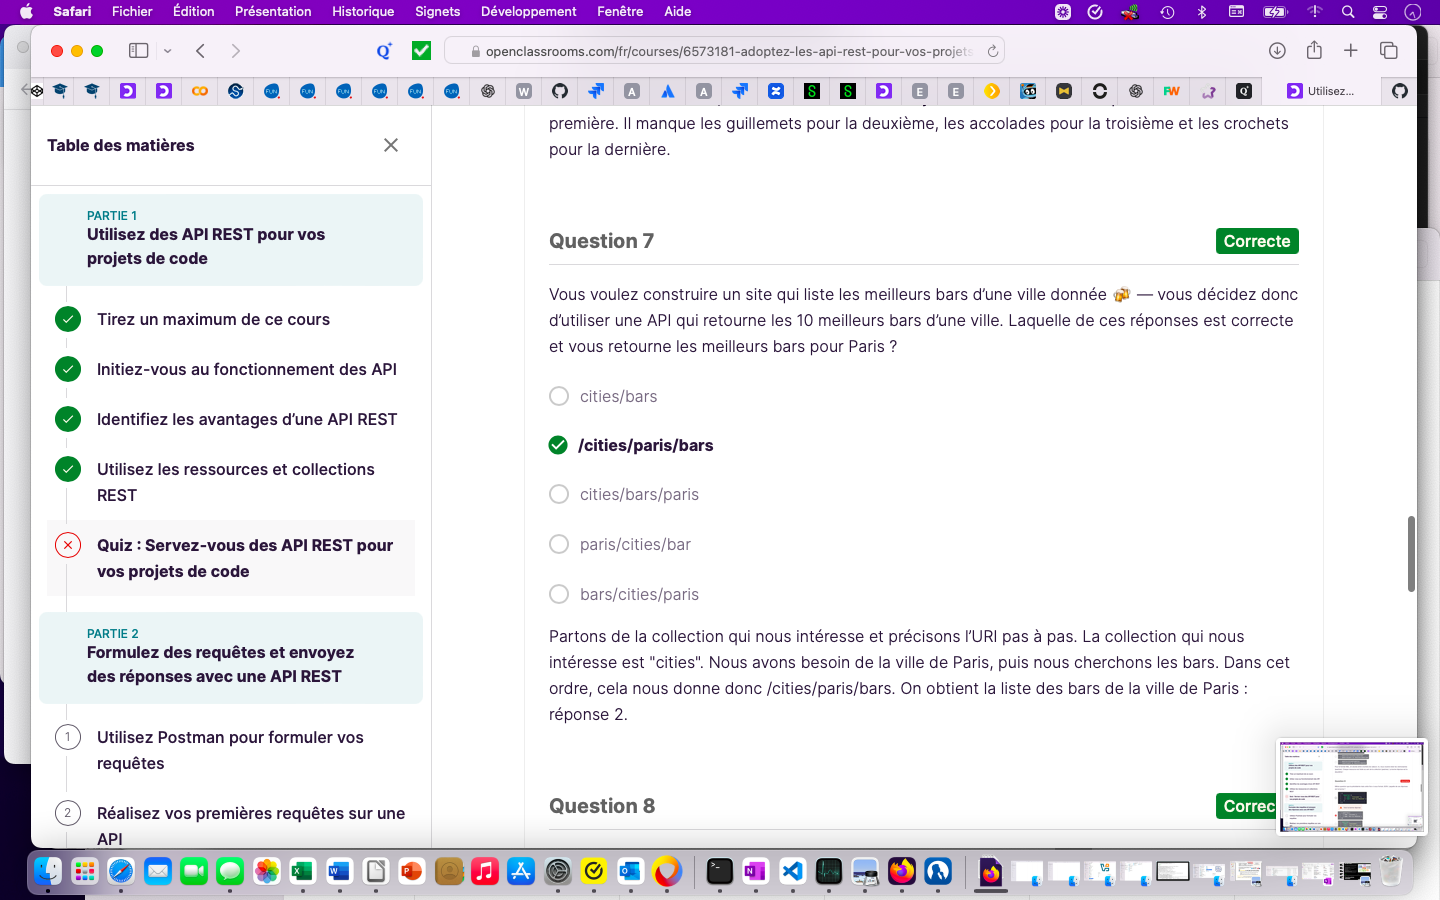 Safari Fichier Édition Présentation Historique Signets Développement Fenêtre Aide
openclassrooms.com/fr/courses/6573181-adoptez-les-api-rest-pour-vos-projets
Utilisez...
Table des matières
PARTIE 1
Utilisez des API REST pour vos
projets de code
Tirez un maximum de ce cours
Initiez-vous au fonctionnement des API
Identifiez les avantages d’une API REST
Utilisez les ressources et collections
REST
Quiz : Servez-vous des API REST pour
vos projets de code
PARTIE 2
Formulez des requêtes et envoyez
des réponses avec une API REST
1
Utilisez Postman pour formuler vos
requêtes
2
Réalisez vos premières requêtes sur une
API
première. Il manque les guillemets pour la deuxième, les accolades pour la troisième et les crochets
pour la dernière.
Question 7
Correcte
Vous voulez construire un site qui liste les meilleurs bars d’une ville donnée 🍻 — vous décidez donc
d’utiliser une API qui retourne les 10 meilleurs bars d’une ville. Laquelle de ces réponses est correcte
et vous retourne les meilleurs bars pour Paris ?
cities/bars
/cities/paris/bars
cities/bars/paris
paris/cities/bar
bars/cities/paris
Partons de la collection qui nous intéresse et précisons l’URI pas à pas. La collection qui nous
intéresse est "cities". Nous avons besoin de la ville de Paris, puis nous cherchons les bars. Dans cet
ordre, cela nous donne donc /cities/paris/bars. On obtient la liste des bars de la ville de Paris :
réponse 2.
Question 8
Correc